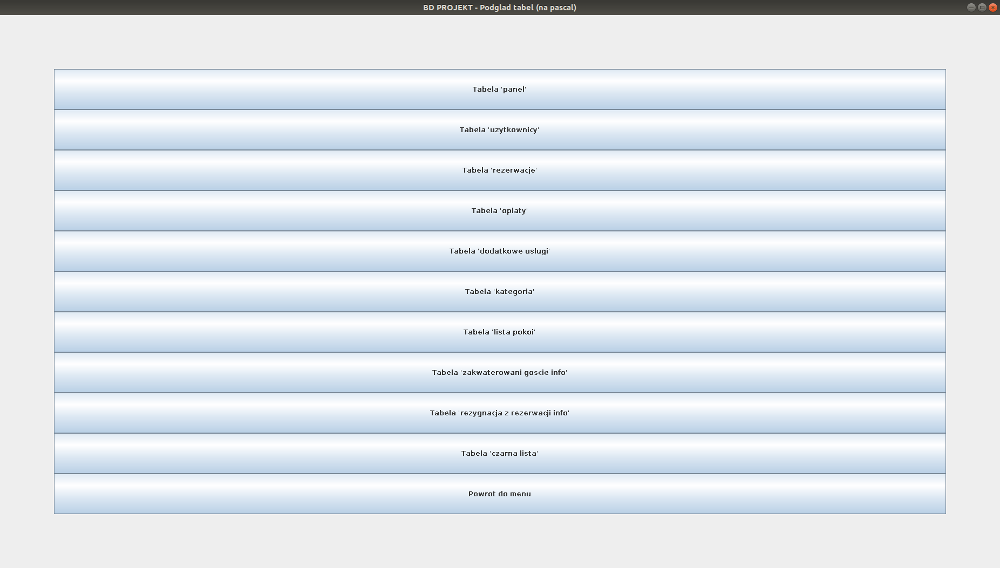 BD PROJEKT - Podglad tabel (na pascal)
Tabela 'panel'
Tabela 'uzytkownicy'
Tabela 'rezerwacje'
Tabela 'oplaty'
Tabela 'dodatkowe uslugi'
Tabela 'kategoria'
Tabela 'lista pokoi'
Tabela 'zakwaterowani goscie info'
Tabela 'rezygnacja z rezerwacji info'
Tabela 'czarna lista'
Powrot do menu